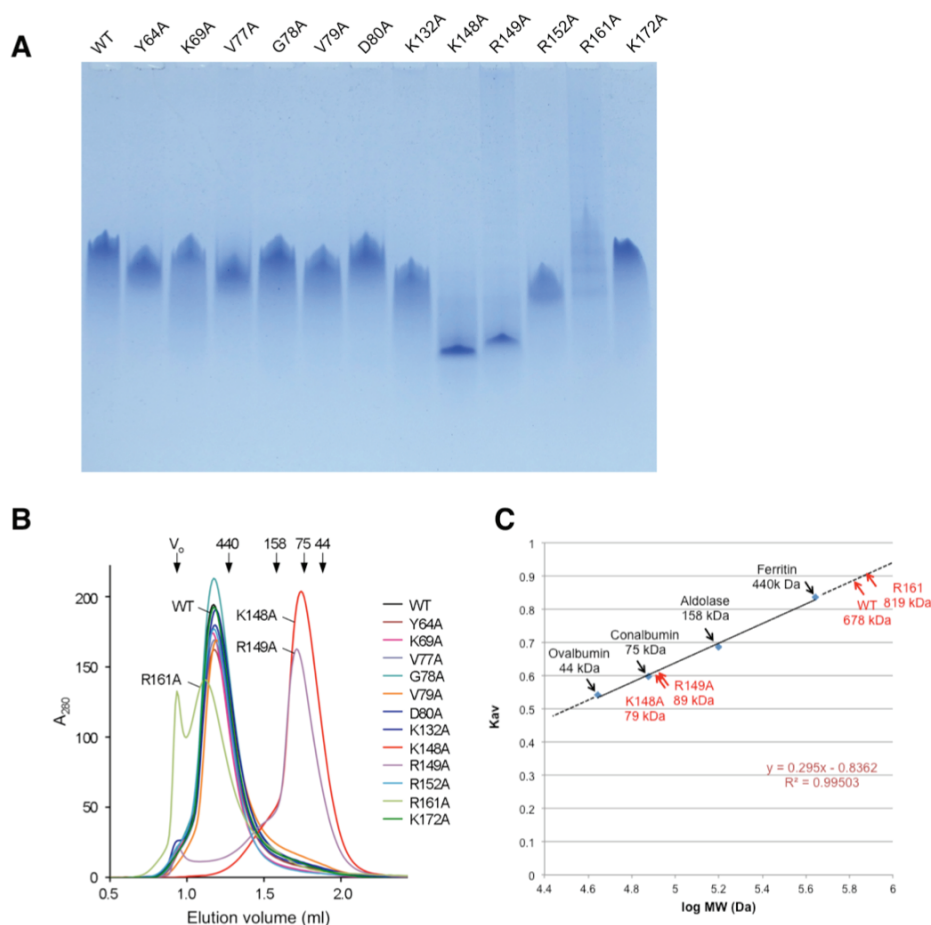 A
WT Y64A K69A V77A G78A V79A D80A K132A K148A R149A R152A R161A K172A
B
Vo 440 158 75 44
200
150
100
50
0
A280
WT
K148A
R149A
R161A
WT
Y64A
K69A
V77A
G78A
V79A
D80A
K132A
K148A
R149A
R152A
R161A
K172A
0.5 1.0 1.5 2.0
Elution volume (ml)
C
1
0.9
0.8
0.7
0.6
0.5
0.4
0.3
0.2
0.1
0
Kav
Ferritin
440k Da
R161
819 kDa
WT
678 kDa
Aldolase
158 kDa
Conalbumin
75 kDa
Ovalbumin
44 kDa
R149A
89 kDa
K148A
79 kDa
y = 0.295x - 0.8362
R² = 0.99503
4.4 4.6 4.8 5 5.2 5.4 5.6 5.8 6
log MW (Da)